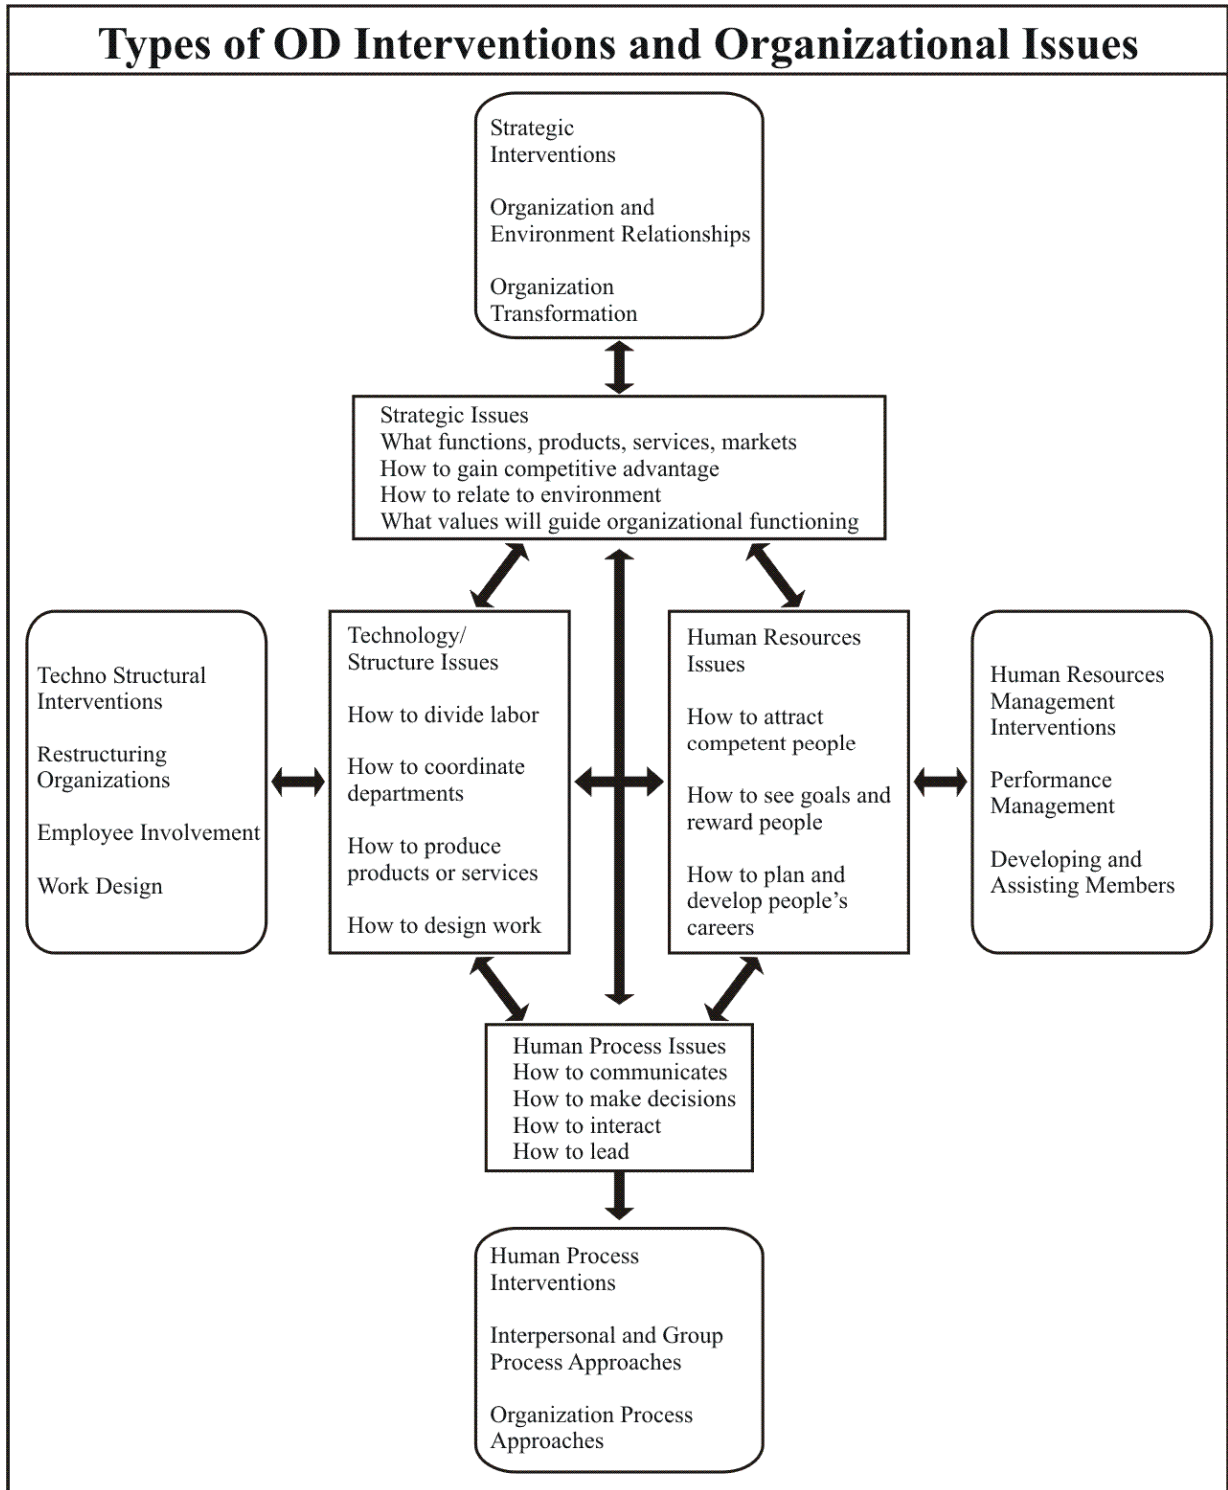 Types of OD Interventions and Organizational Issues
Strategic
Interventions
Organization and
Environment Relationships
Organization
Transformation
Strategic Issues
What functions, products, services, markets
How to gain competitive advantage
How to relate to environment
What values will guide organizational functioning
Techno Structural
Interventions
Restructuring
Organizations
Employee Involvement
Work Design
Technology/
Structure Issues
How to divide labor
How to coordinate
departments
How to produce
products or services
How to design work
Human Resources
Issues
How to attract
competent people
How to see goals and
reward people
How to plan and
develop people’s
careers
Human Resources
Management
Interventions
Performance
Management
Developing and
Assisting Members
Human Process Issues
How to communicates
How to make decisions
How to interact
How to lead
Human Process
Interventions
Interpersonal and Group
Process Approaches
Organization Process
Approaches